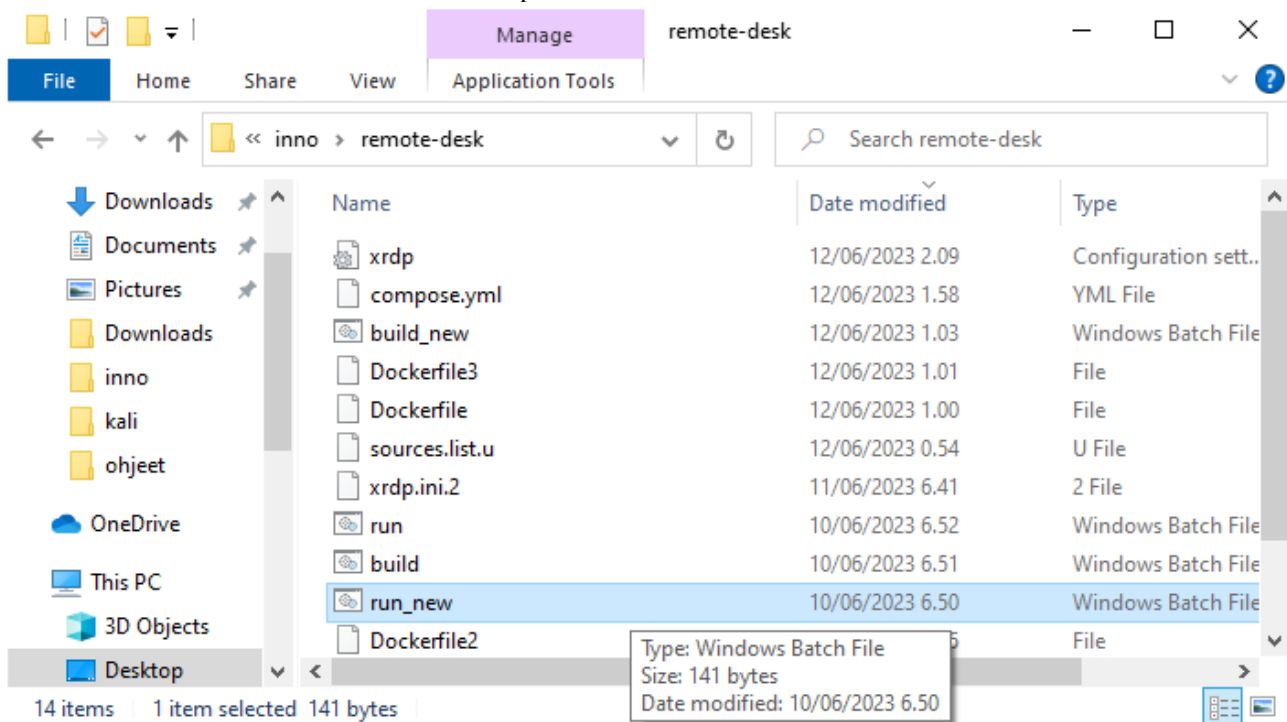 Manage remote-desk
File Home Share View Application Tools
« inno › remote-desk Search remote-desk
Downloads
Documents
Pictures
Downloads
inno
kali
ohjeet
OneDrive
This PC
3D Objects
Desktop
Name Date modified Type
xrdp 12/06/2023 2.09 Configuration sett..
compose.yml 12/06/2023 1.58 YML File
build_new 12/06/2023 1.03 Windows Batch File
Dockerfile3 12/06/2023 1.01 File
Dockerfile 12/06/2023 1.00 File
sources.list.u 12/06/2023 0.54 U File
xrdp.ini.2 11/06/2023 6.41 2 File
run 10/06/2023 6.52 Windows Batch File
build 10/06/2023 6.51 Windows Batch File
run_new 10/06/2023 6.50 Windows Batch File
Dockerfile2 File
Type: Windows Batch File
Size: 141 bytes
Date modified: 10/06/2023 6.50
14 items 1 item selected 141 bytes